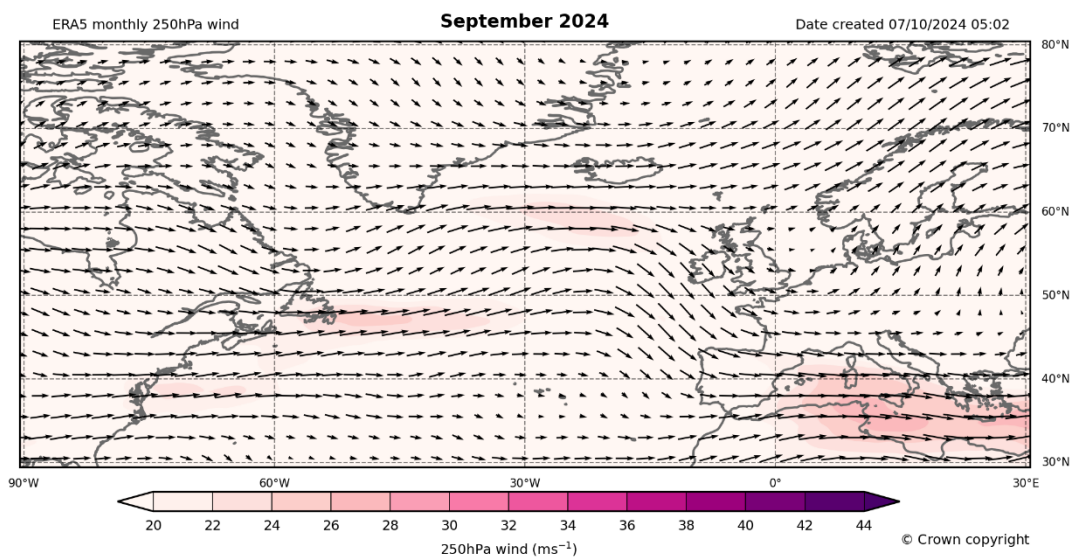 ERA5 monthly 250hPa wind
September 2024
Date created 07/10/2024 05:02
80°N
70°N
60°N
50°N
40°N
30°N
90°W 60°W 30°W 0° 30°E
20 22 24 26 28 30 32 34 36 38 40 42 44
250hPa wind (ms⁻¹)
© Crown copyright